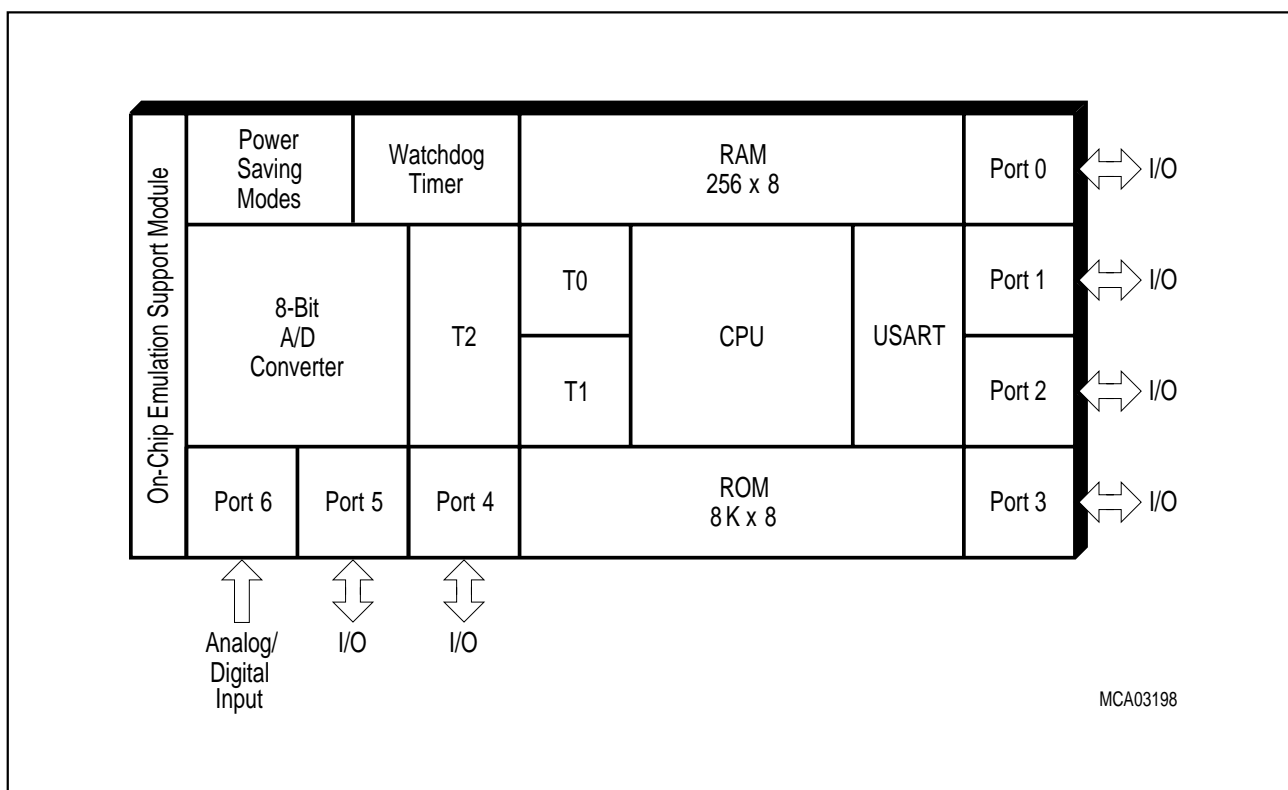 On-Chip Emulation Support Module
Power
Saving
Modes
Watchdog
Timer
RAM
256 x 8
Port 0
I/O
8-Bit
A/D
Converter
T2
T0
T1
CPU
USART
Port 1
I/O
Port 2
I/O
Port 6
Port 5
Port 4
ROM
8K x 8
Port 3
I/O
Analog/
Digital
Input
I/O
I/O
MCA03198